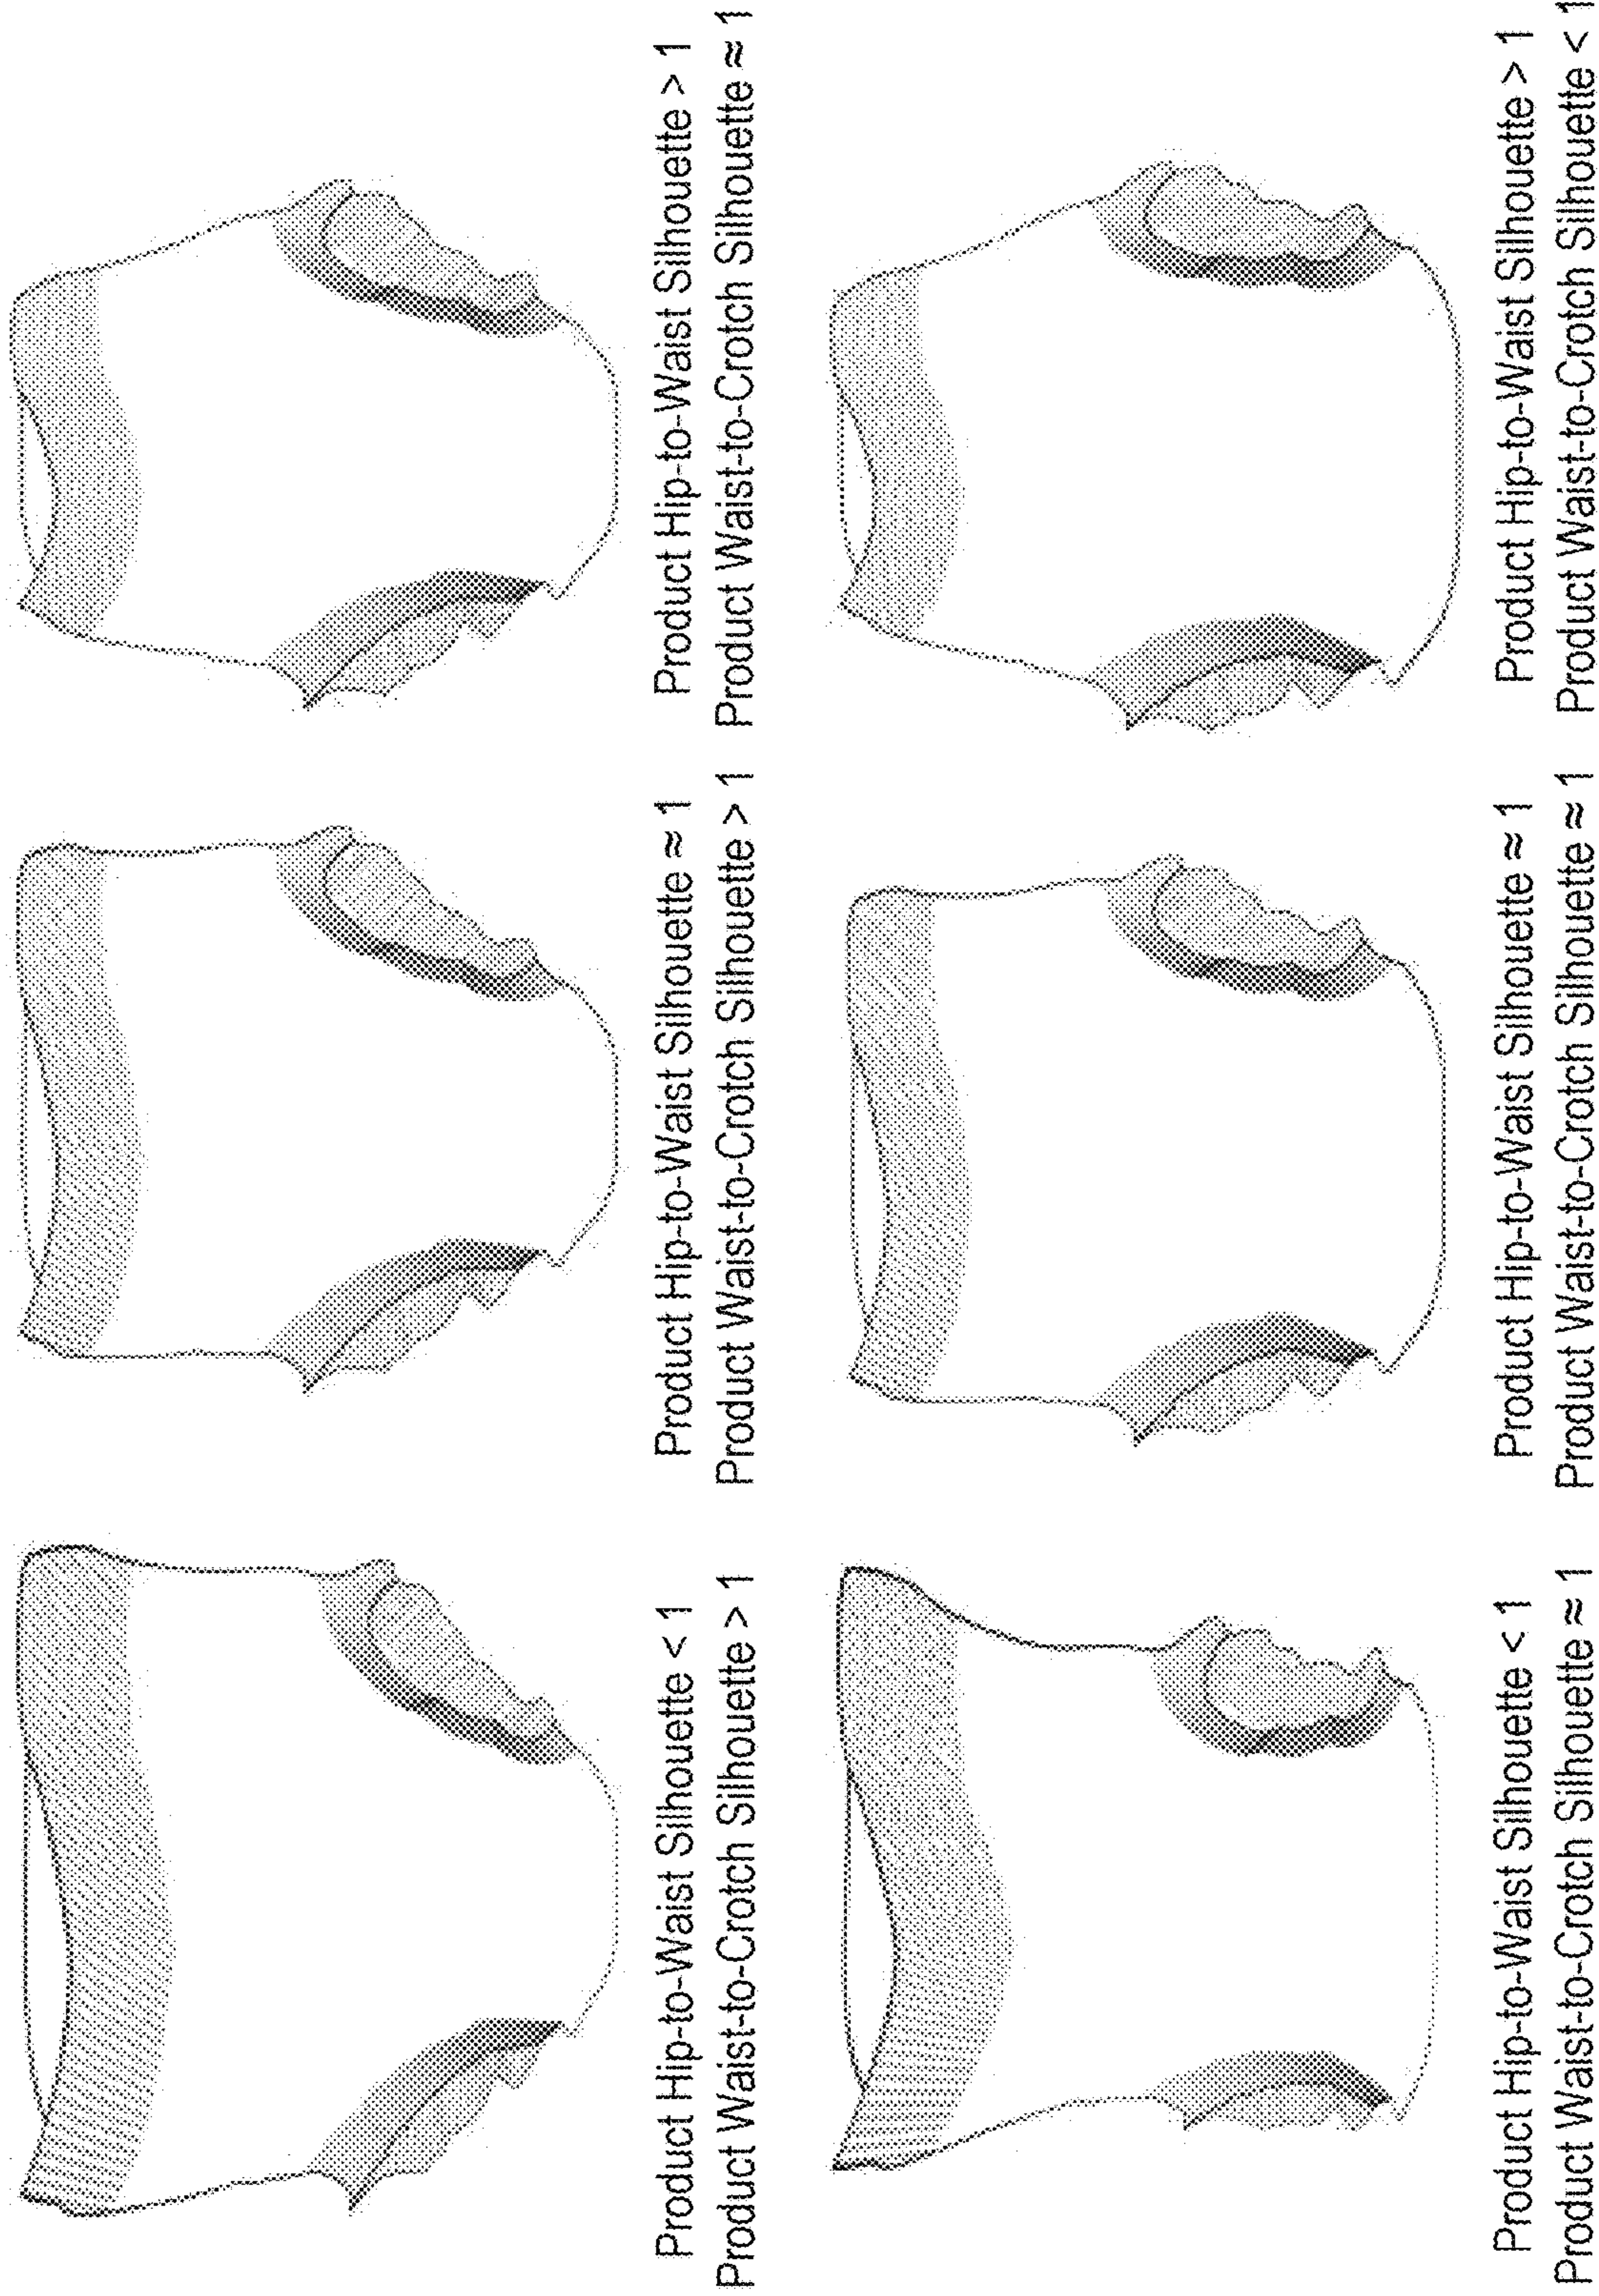 Product Hip-to-Waist Silhouette < 1
Product Waist-to-Crotch Silhouette > 1
Product Hip-to-Waist Silhouette ≈ 1
Product Waist-to-Crotch Silhouette > 1
Product Hip-to-Waist Silhouette > 1
Product Waist-to-Crotch Silhouette ≈ 1
Product Hip-to-Waist Silhouette < 1
Product Waist-to-Crotch Silhouette ≈ 1
Product Hip-to-Waist Silhouette ≈ 1
Product Waist-to-Crotch Silhouette ≈ 1
Product Hip-to-Waist Silhouette > 1
Product Waist-to-Crotch Silhouette < 1